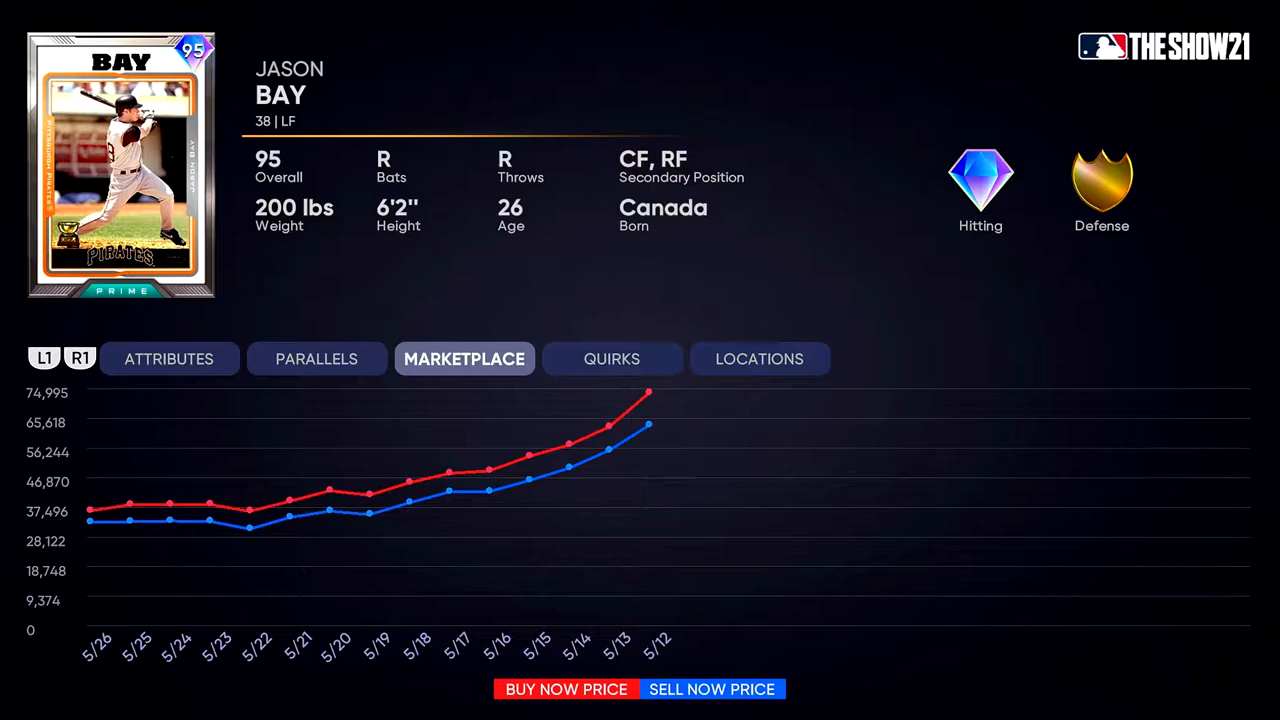 BAY
95
PITTSBURGH PIRATES
JASON BAY
PIRATES
PRIME
JASON
BAY
38 | LF
THE SHOW21
95
Overall
R
Bats
R
Throws
CF, RF
Secondary Position
200 lbs
Weight
6'2''
Height
26
Age
Canada
Born
Hitting
Defense
L1 R1 ATTRIBUTES PARALLELS MARKETPLACE QUIRKS LOCATIONS
74,995
65,618
56,244
46,870
37,496
28,122
18,748
9,374
0
5/26 5/25 5/24 5/23 5/22 5/21 5/20 5/19 5/18 5/17 5/16 5/15 5/14 5/13 5/12
BUY NOW PRICE SELL NOW PRICE